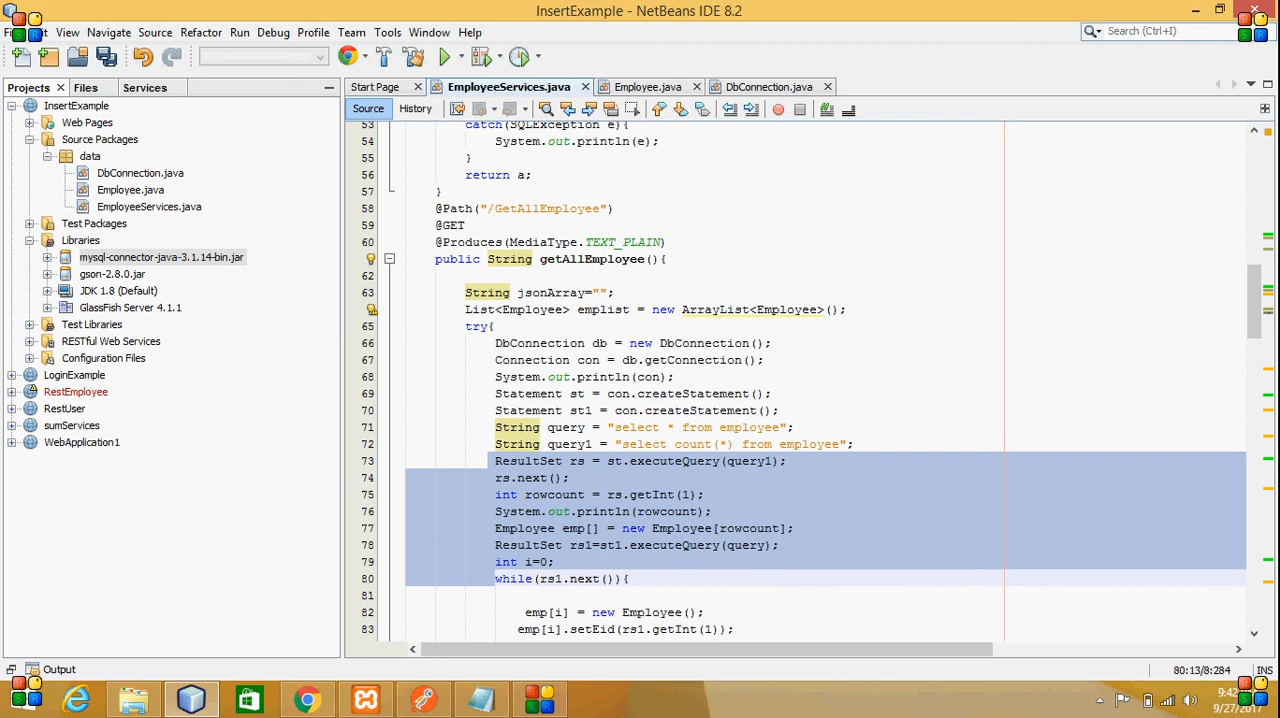 InsertExample - NetBeans IDE 8.2
View Navigate Source Refactor Run Debug Profile Team Tools Window Help
Search (Ctrl+I)
Projects Files Services
Start Page EmployeeServices.java Employee.java DbConnection.java
Source History
InsertExample
Web Pages
Source Packages
data
DbConnection.java
Employee.java
EmployeeServices.java
Test Packages
Libraries
mysql-connector-java-3.1.14-bin.jar
gson-2.8.0.jar
JDK 1.8 (Default)
GlassFish Server 4.1.1
Test Libraries
RESTful Web Services
Configuration Files
LoginExample
RestEmployee
RestUser
sumServices
WebApplication1
53 catch(SQLException e){
54 System.out.println(e);
55 }
56 return a;
57 }
58 @Path("/GetAllEmployee")
59 @GET
60 @Produces(MediaType.TEXT_PLAIN)
public String getAllEmployee(){
62
63 String jsonArray="";
List<Employee> emplist = new ArrayList<Employee>();
65 try{
66 DbConnection db = new DbConnection();
67 Connection con = db.getConnection();
68 System.out.println(con);
69 Statement st = con.createStatement();
70 Statement st1 = con.createStatement();
71 String query = "select * from employee";
72 String query1 = "select count(*) from employee";
73 ResultSet rs = st.executeQuery(query1);
74 rs.next();
75 int rowcount = rs.getInt(1);
76 System.out.println(rowcount);
77 Employee emp[] = new Employee[rowcount];
78 ResultSet rs1=st1.executeQuery(query);
79 int i=0;
80 while(rs1.next()){
81
82 emp[i] = new Employee();
83 emp[i].setEid(rs1.getInt(1));
Output
80:13/8:284 INS
9/27/2017